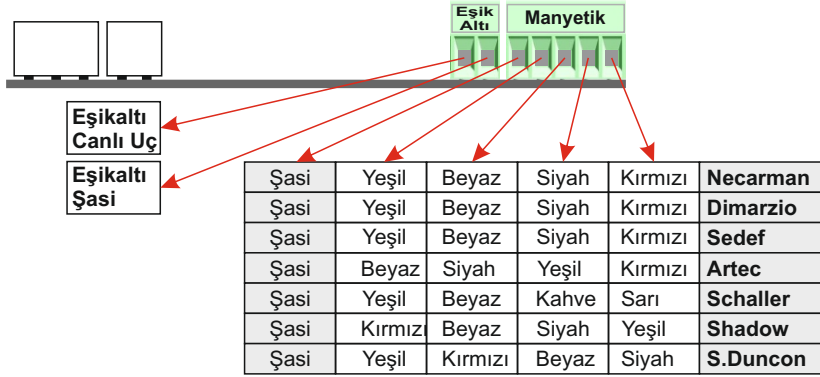 Eşik
Altı
Manyetik
Eşikaltı
Canlı Uç
Eşikaltı
Şasi
Şasi Yeşil Beyaz Siyah Kırmızı Necarman
Şasi Yeşil Beyaz Siyah Kırmızı Dimarzio
Şasi Yeşil Beyaz Siyah Kırmızı Sedef
Şasi Beyaz Siyah Yeşil Kırmızı Artec
Şasi Yeşil Beyaz Kahve Sarı Schaller
Şasi Kırmızı Beyaz Siyah Yeşil Shadow
Şasi Yeşil Kırmızı Beyaz Siyah S.Duncon